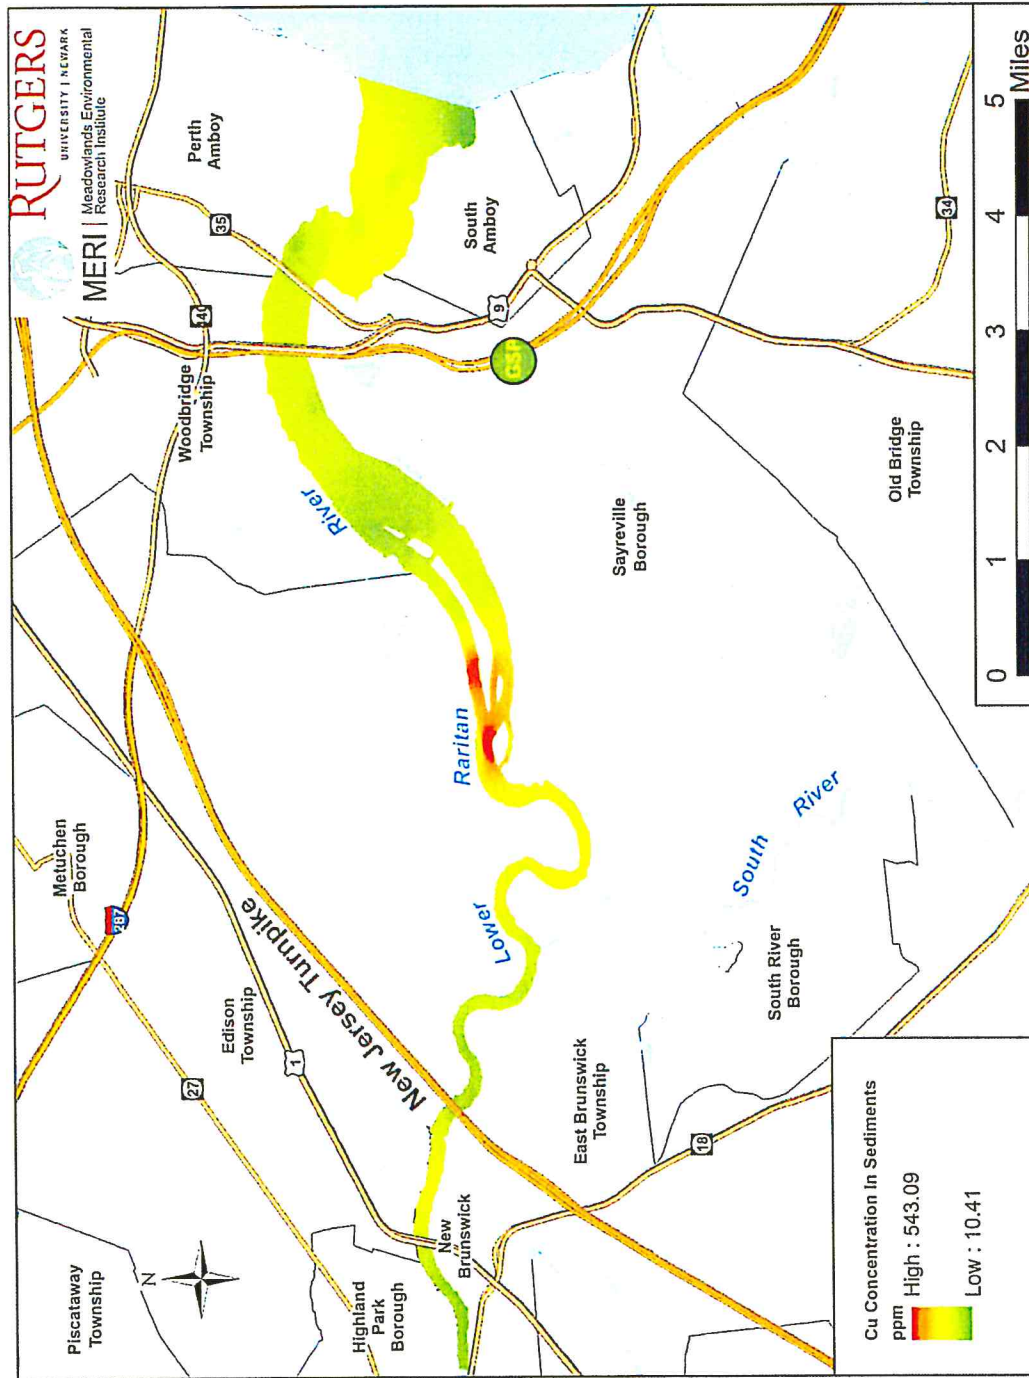 RUTGERS
UNIVERSITY | NEWARK
MERI
Meadowlands Environmental
Research Institute
Piscataway
Township
N
Highland
Park
Borough
New
Brunswick
27
1
Edison
Township
287
Metuchen
Borough
New Jersey Turnpike
Woodbridge
Township
440
35
Perth
Amboy
Lower
Raritan
River
South
Amboy
9
GSP
Sayreville
Borough
East Brunswick
Township
18
South River
Borough
South
River
Old Bridge
Township
34
Cu Concentration In Sediments
ppm
High : 543.09
Low : 10.41
0 1 2 3 4 5
Miles